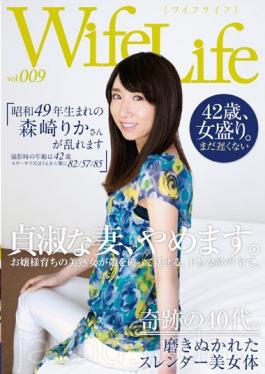 [ワイフライフ]
Wife Life
vol.009
「昭和49年生まれの
森崎りかさん
が乱れます
撮影時の年齢は42歳
スリーサイズはうえから順に
82/57/85
42歳、
女盛り。
まだ遅くない
貞淑な妻、やめます。
お嬢様育ちの美熟女が
奇跡の40代。
磨きぬかれた
スレンダー美女体